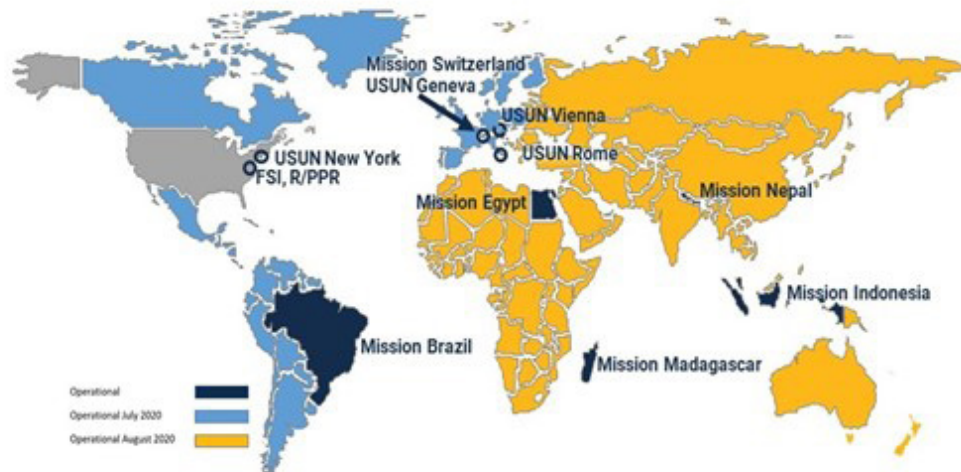 Mission Switzerland
USUN Geneva
USUN Vienna
USUN New York
FSI, R/PPR
USUN Rome
Mission Nepal
Mission Egypt
Mission Indonesia
Mission Brazil
Mission Madagascar
Operational
Operational July 2020
Operational August 2020